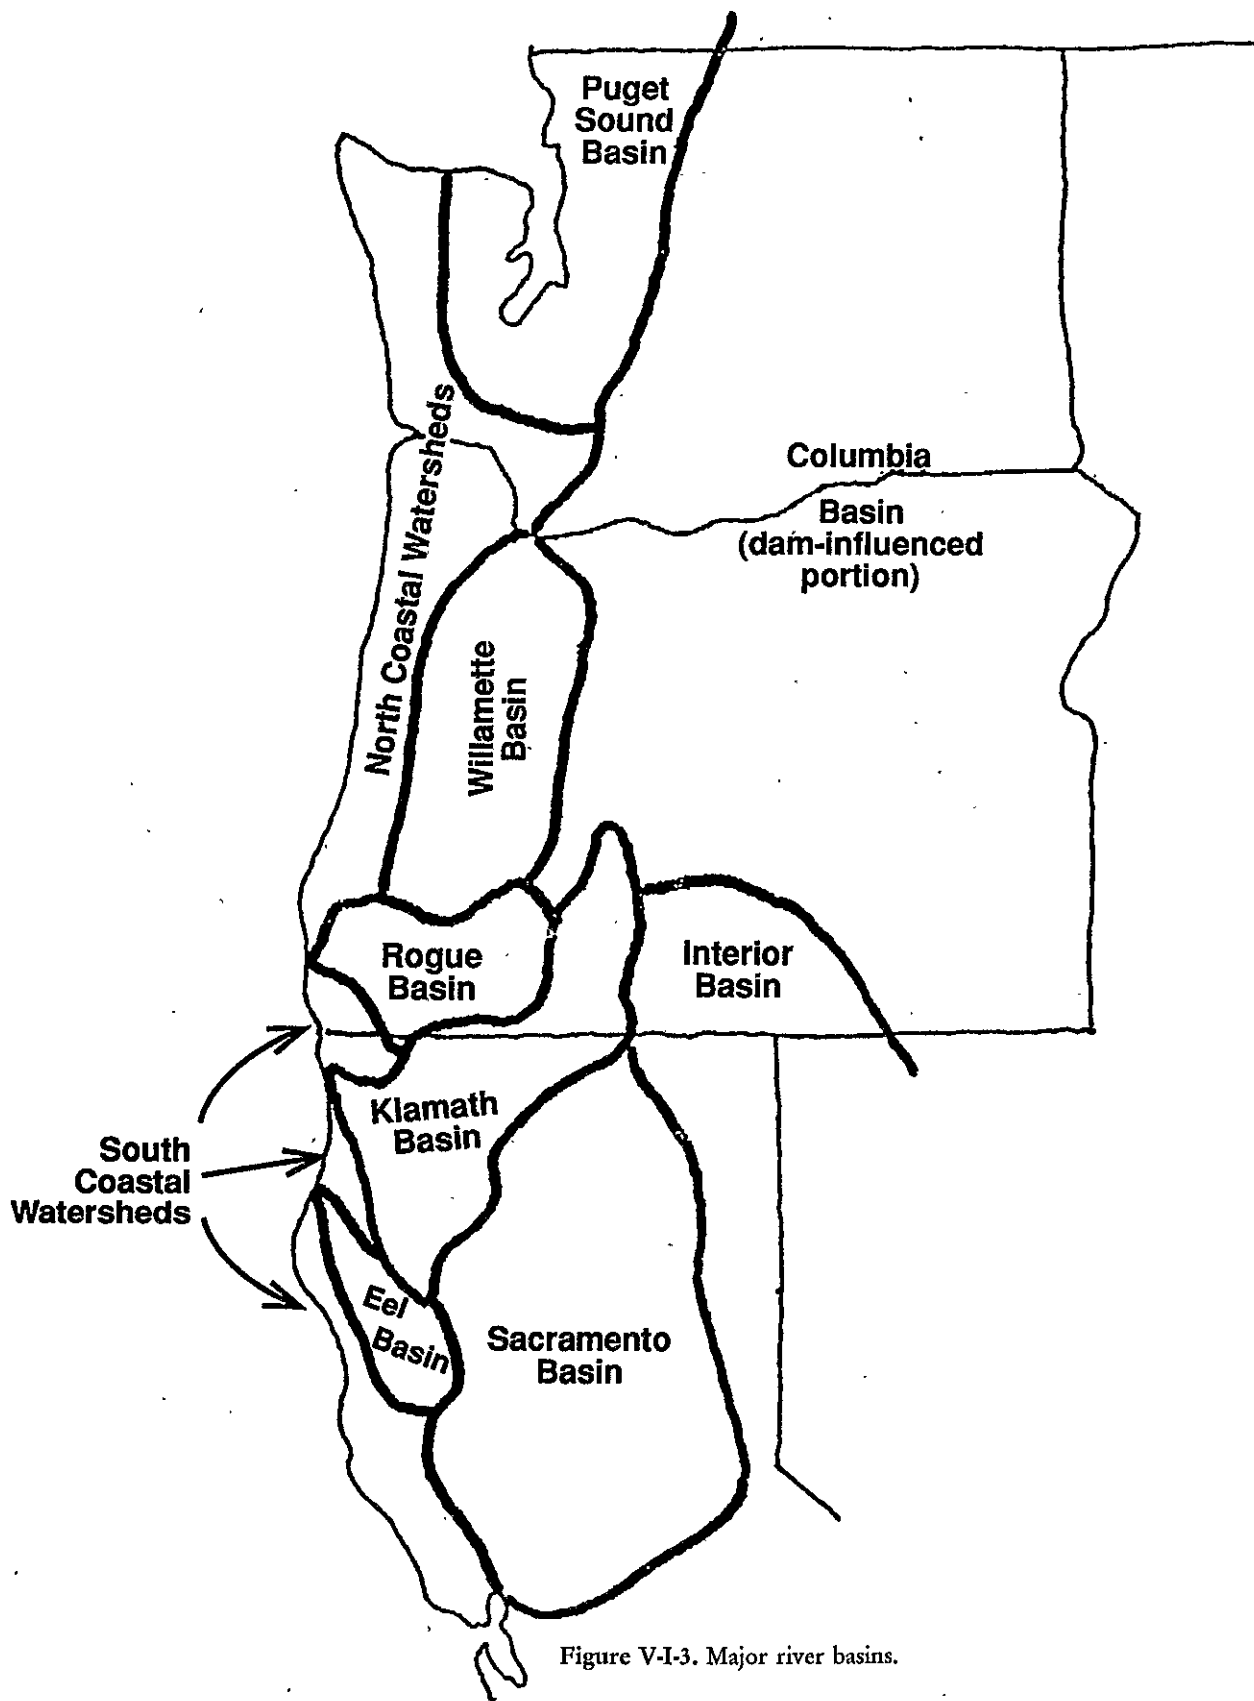 Puget
Sound
Basin
North Coastal Watersheds
Columbia
Basin
(dam-influenced
portion)
Willamette
Basin
Rogue
Basin
Interior
Basin
Klamath
Basin
South
Coastal
Watersheds
Eel
Basin
Sacramento
Basin
Figure V-I-3. Major river basins.